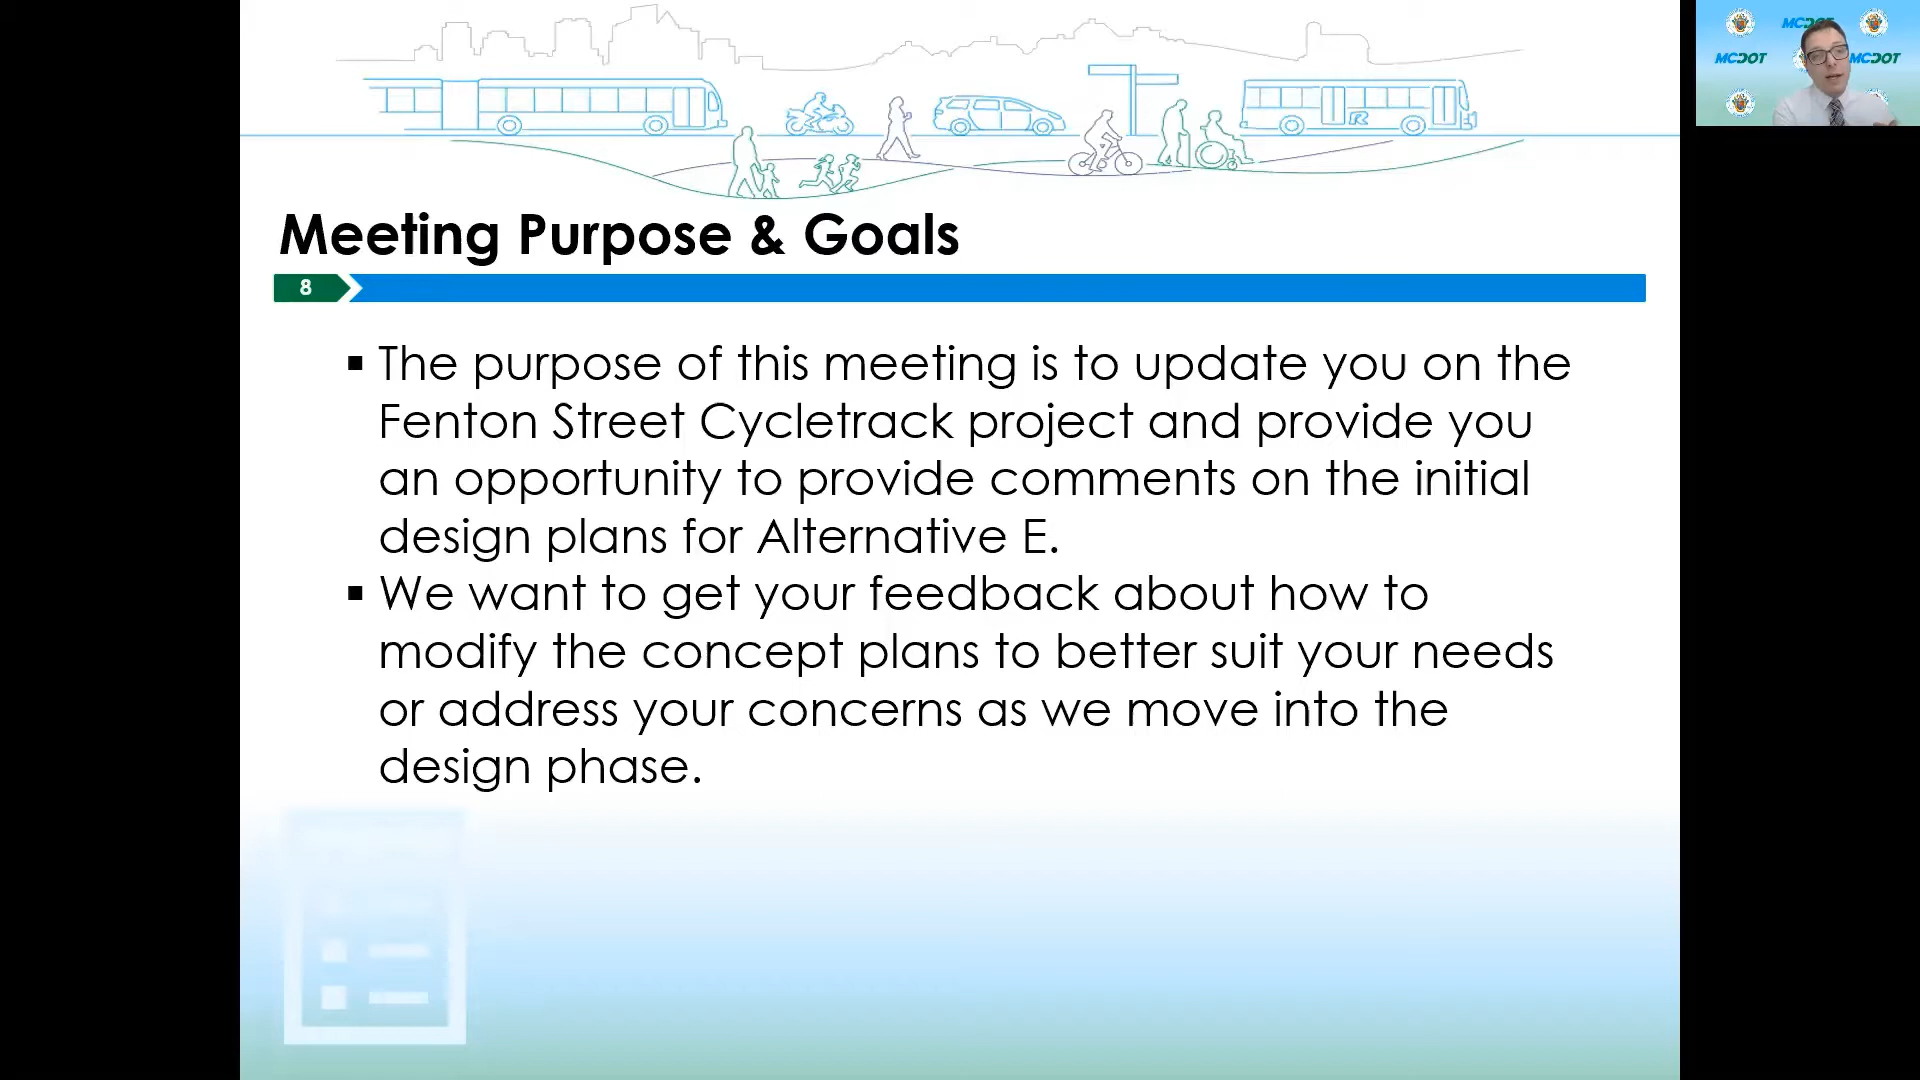 MCDOT
MCDOT
MCDOT
R
Meeting Purpose & Goals
8
▪ The purpose of this meeting is to update you on the
Fenton Street Cycletrack project and provide you
an opportunity to provide comments on the initial
design plans for Alternative E.
▪ We want to get your feedback about how to
modify the concept plans to better suit your needs
or address your concerns as we move into the
design phase.